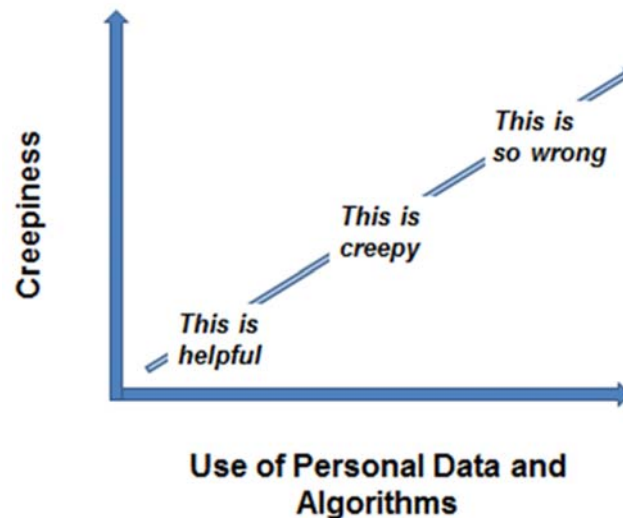 Creepiness
This is
so wrong
This is
creepy
This is
helpful
Use of Personal Data and
Algorithms